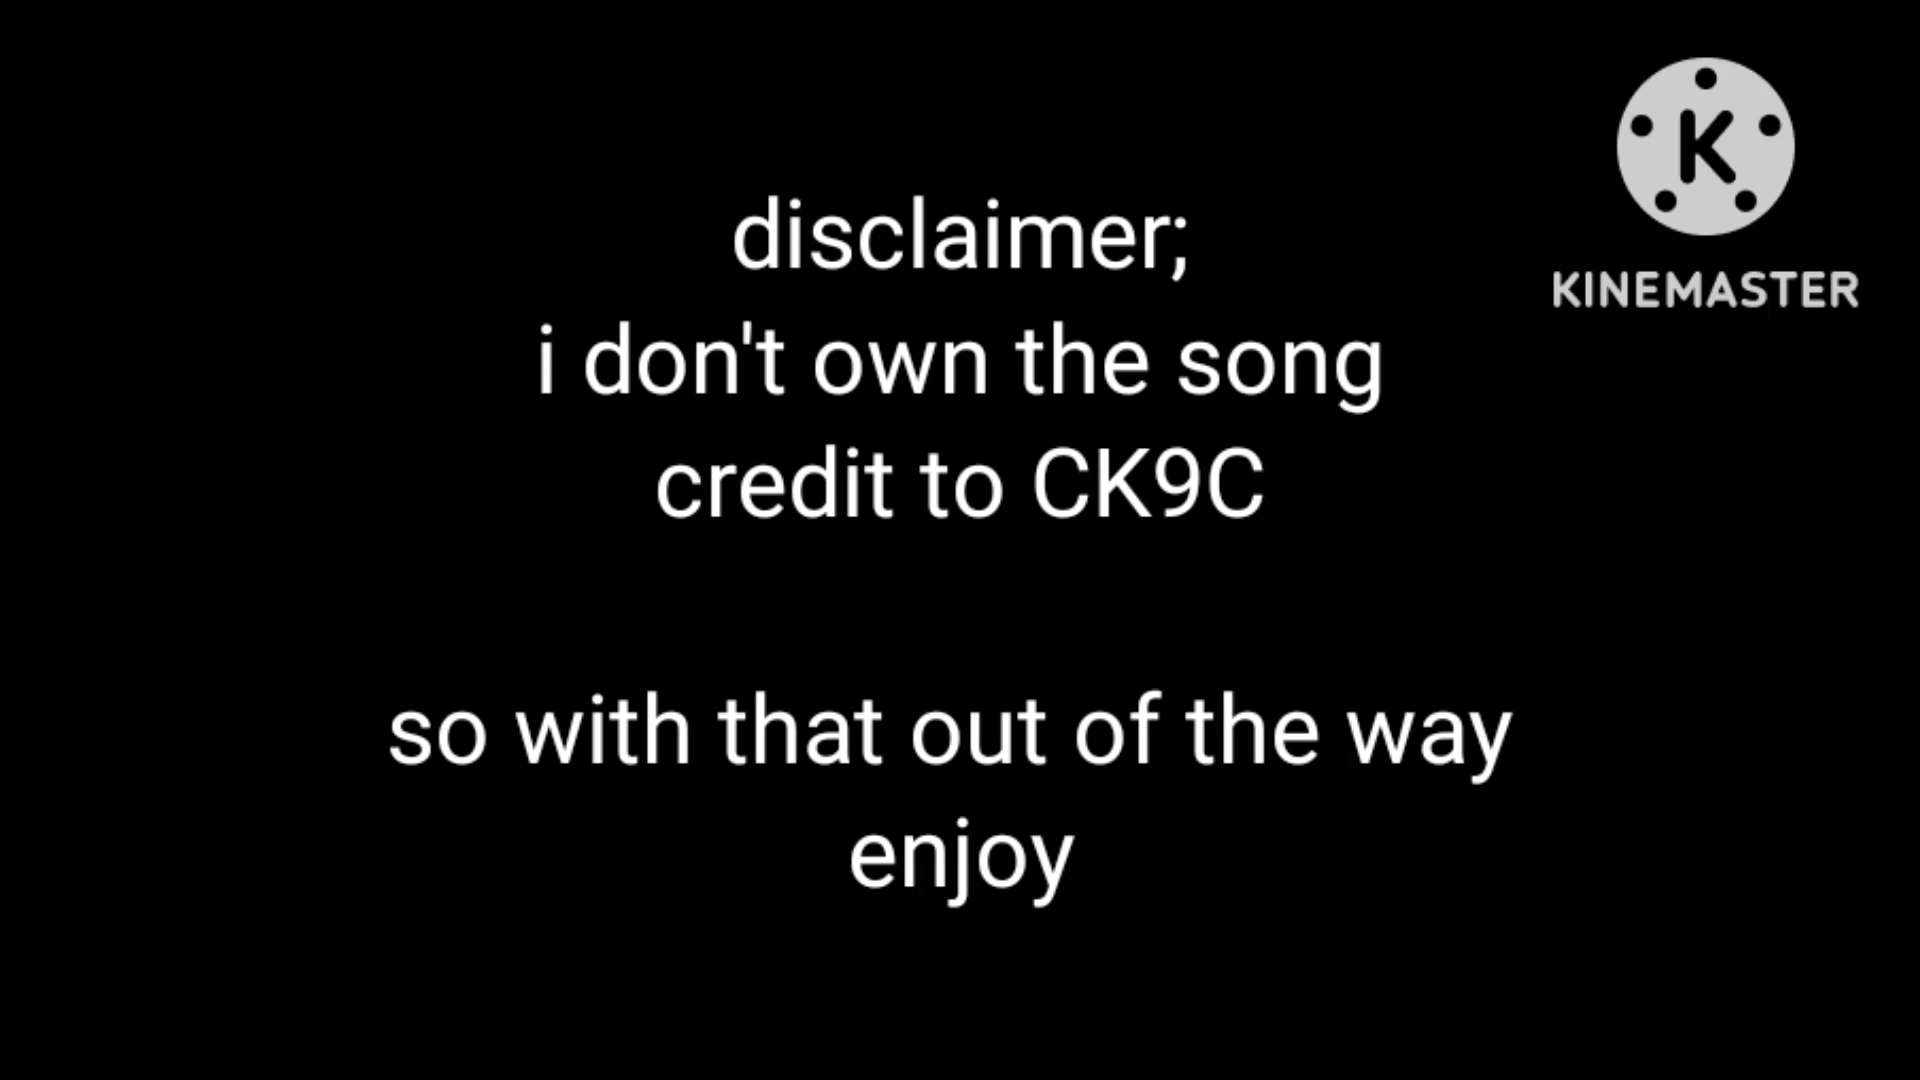 K
KINEMASTER
disclaimer;
i don't own the song
credit to CK9C
so with that out of the way
enjoy